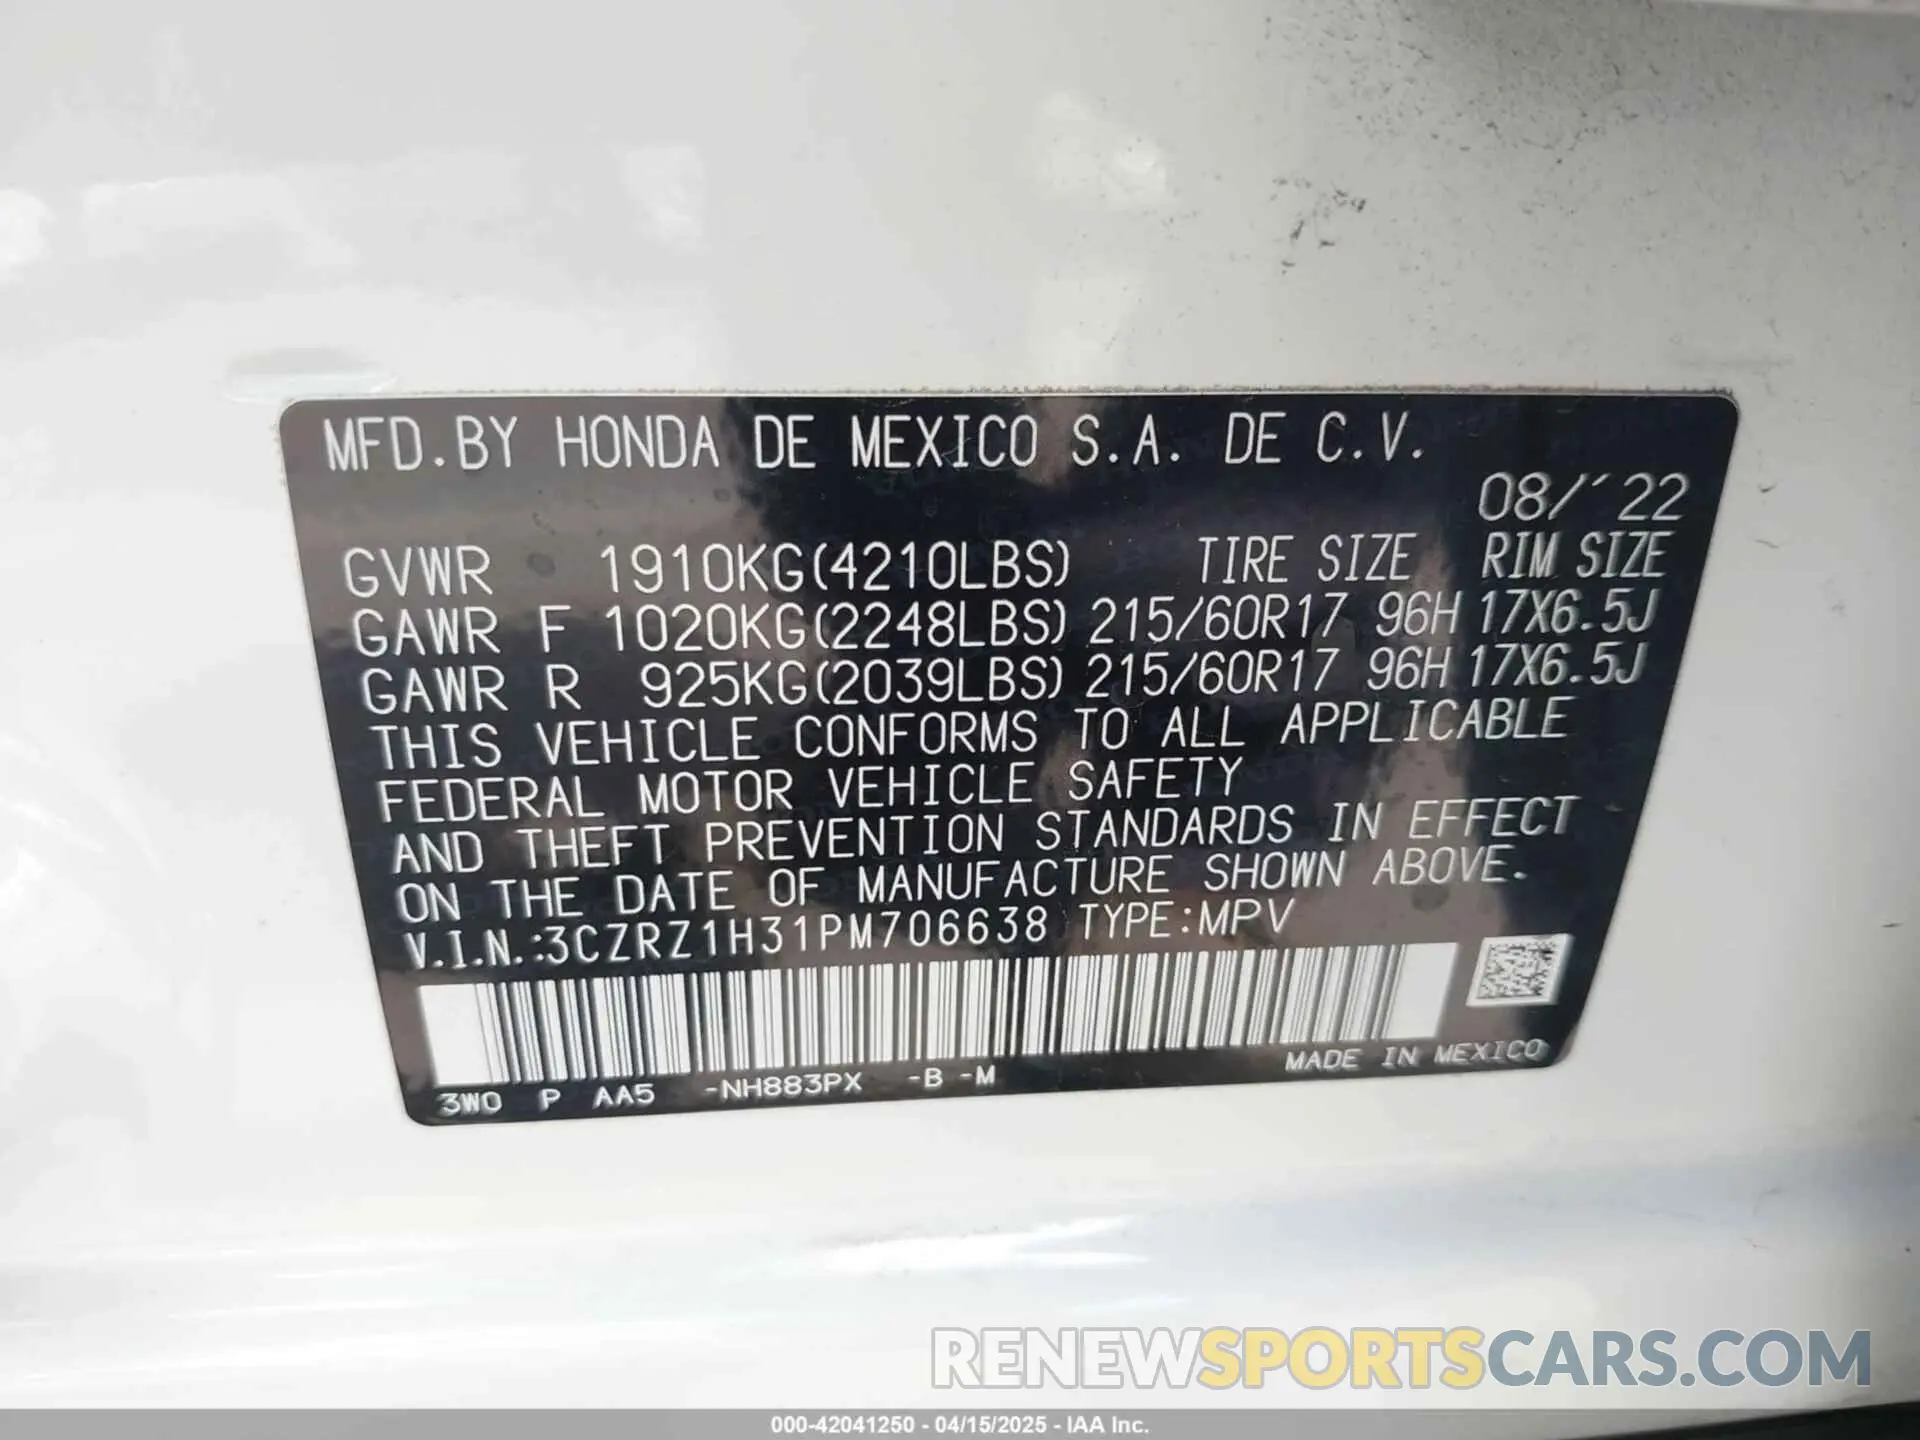 MFD.BY HONDA DE MEXICO S.A. DE C.V.
08/´22
GVWR 1910KG(4210LBS) TIRE SIZE RIM SIZE
GAWR F 1020KG(2248LBS) 215/60R17 96H 17X6.5J
GAWR R 925KG(2039LBS) 215/60R17 96H 17X6.5J
THIS VEHICLE CONFORMS TO ALL APPLICABLE
FEDERAL MOTOR VEHICLE SAFETY
AND THEFT PREVENTION STANDARDS IN EFFECT
ON THE DATE OF MANUFACTURE SHOWN ABOVE.
V.I.N.:3CZRZ1H31PM706638 TYPE:MPV
3W0 P AA5 -NH883PX -B -M MADE IN MEXICO
RENEWSPORTSCARS.COM
000-42041250 - 04/15/2025 - IAA Inc.